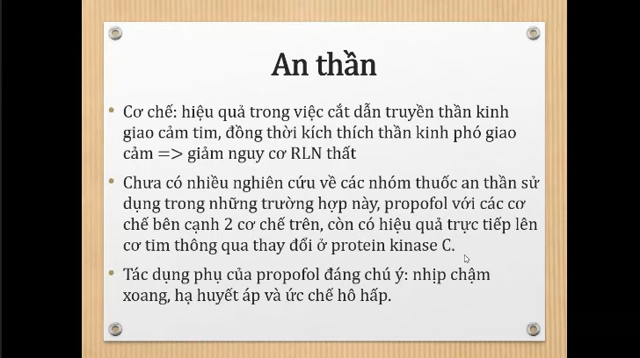 An thần
• Cơ chế: hiệu quả trong việc cắt dẫn truyền thần kinh
giao cảm tim, đồng thời kích thích thần kinh phó giao
cảm => giảm nguy cơ RLN thất
• Chưa có nhiều nghiên cứu về các nhóm thuốc an thần sử
dụng trong những trường hợp này, propofol với các cơ
chế bên cạnh 2 cơ chế trên, còn có hiệu quả trực tiếp lên
cơ tim thông qua thay đổi ở protein kinase C.
• Tác dụng phụ của propofol đáng chú ý: nhịp chậm
xoang, hạ huyết áp và ức chế hô hấp.